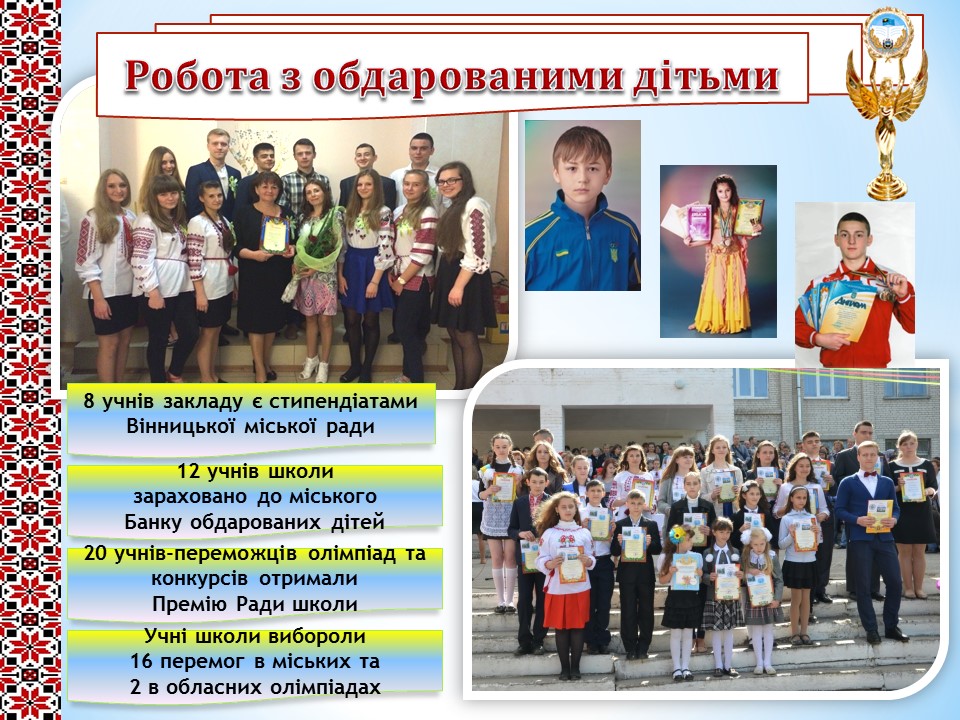 Робота з обдарованими дітьми
8 учнів закладу є стипендіатами
Вінницької міської ради
12 учнів школи
зараховано до міського
Банку обдарованих дітей
20 учнів-переможців олімпіад та
конкурсів отримали
Премію Ради школи
Учні школи вибороли
16 перемог в міських та
2 в обласних олімпіадах
Диплом